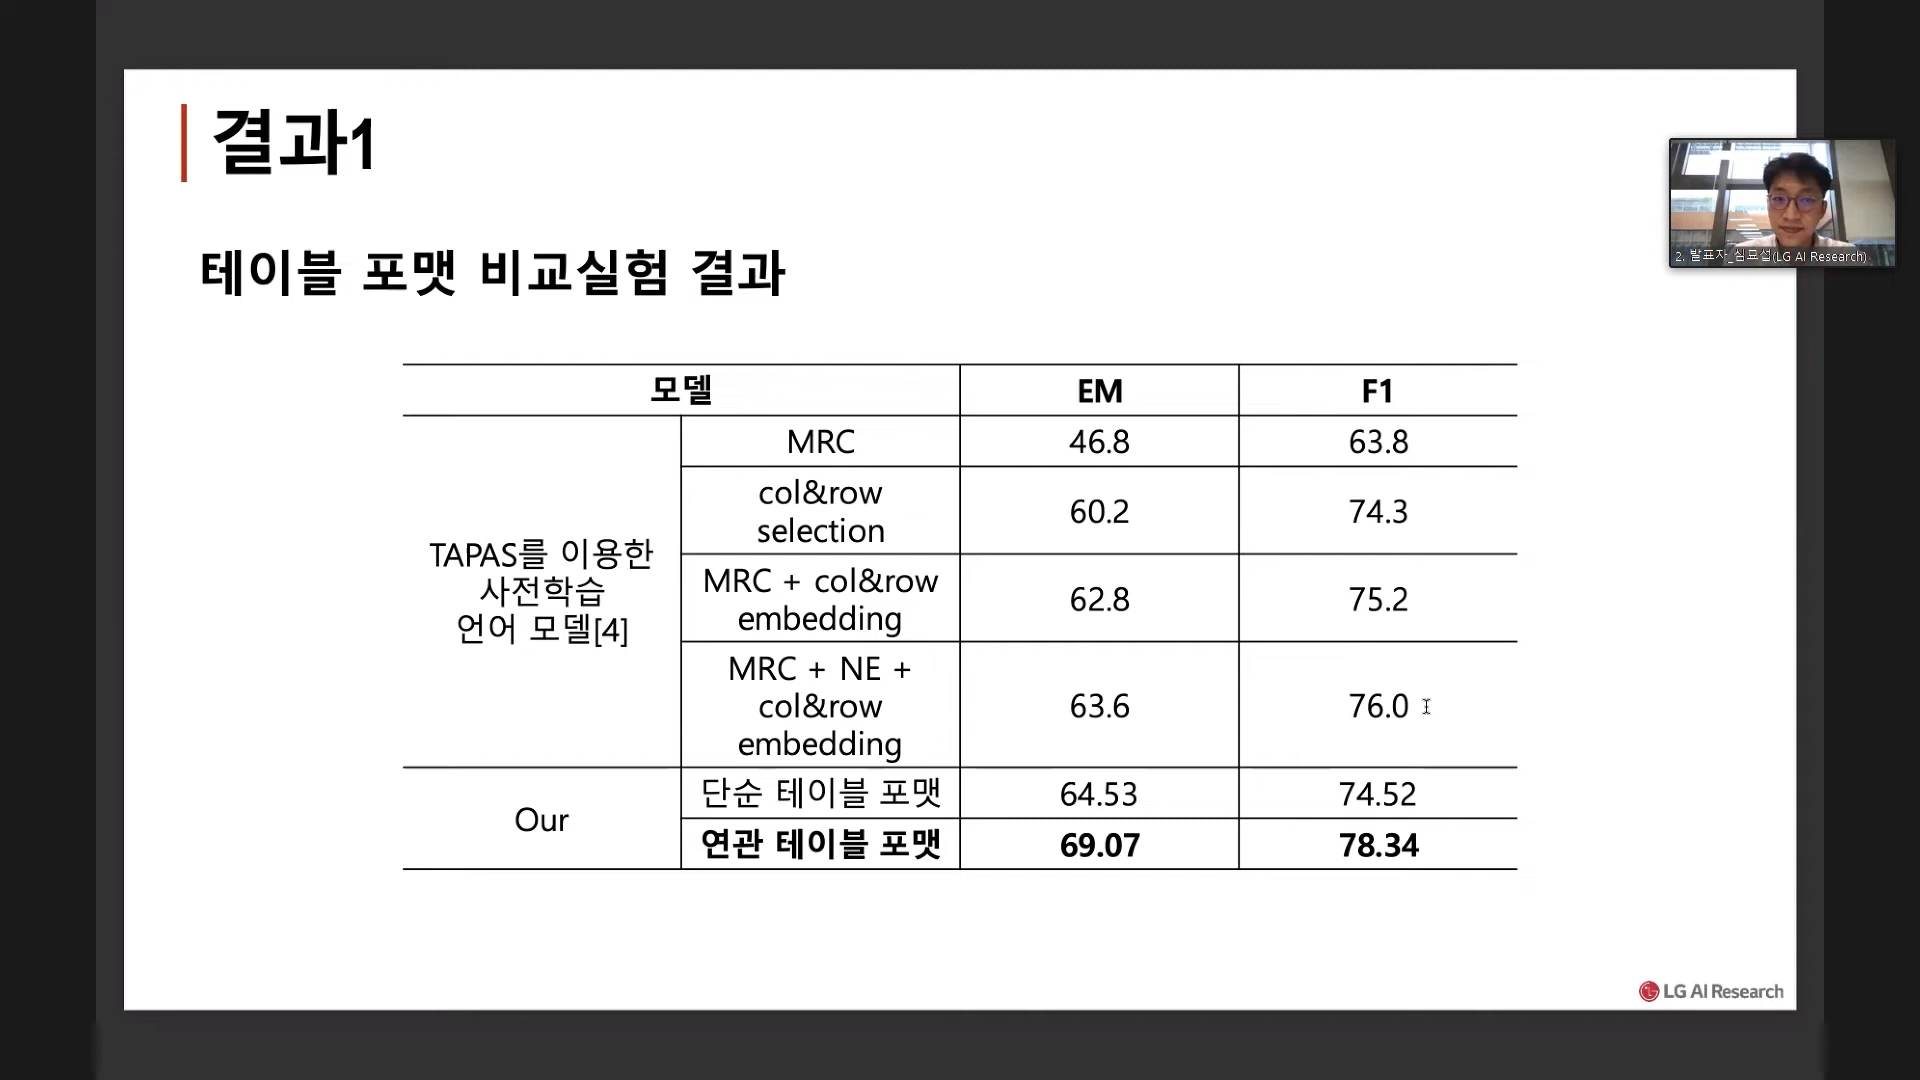 결과1
2. 발표자_심묘섭(LG AI Research)
테이블 포맷 비교실험 결과
모델 EM F1
TAPAS를 이용한
사전학습
언어 모델[4]
MRC 46.8 63.8
col&row
selection
60.2 74.3
MRC + col&row
embedding
62.8 75.2
MRC + NE +
col&row
embedding
63.6 76.0
Our
단순 테이블 포맷 64.53 74.52
연관 테이블 포맷 69.07 78.34
LG AI Research